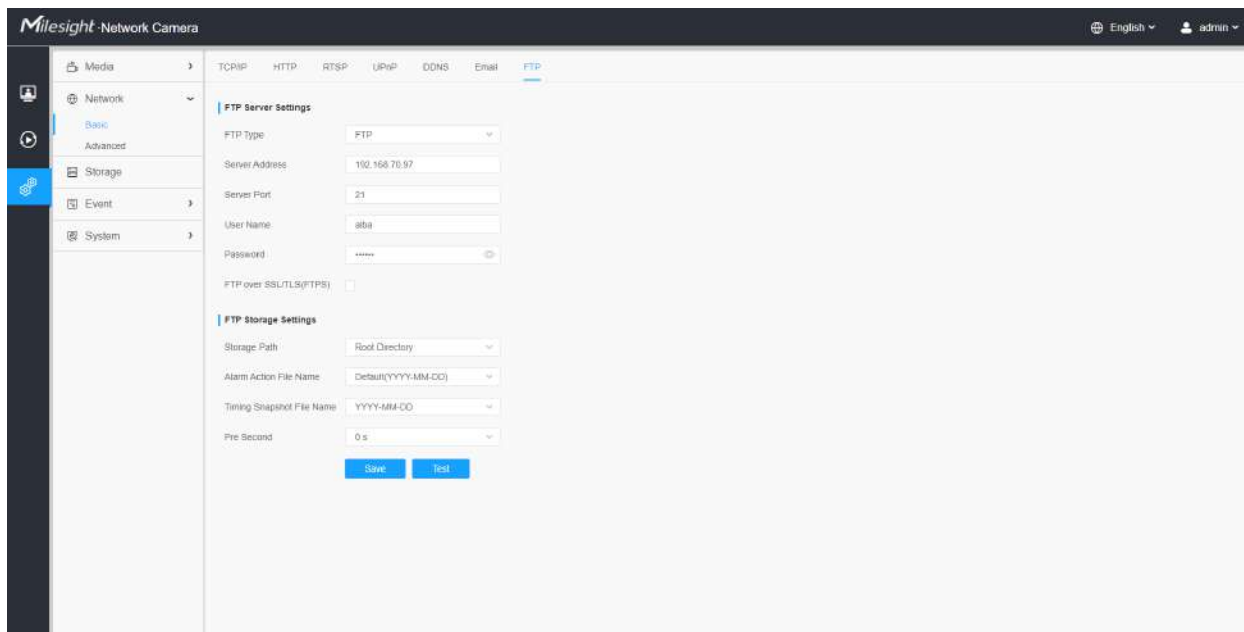 Milesight Network Camera
English
admin
Media
Network
Basic
Advanced
Storage
Event
System
TCP/IP HTTP RTSP UPnP DDNS Email FTP
FTP Server Settings
FTP Type FTP
Server Address 192.168.70.97
Server Port 21
User Name aiba
Password ••••••
FTP over SSL/TLS(FTPS)
FTP Storage Settings
Storage Path Root Directory
Alarm Action File Name Default(YYYY-MM-DD)
Timing Snapshot File Name YYYY-MM-DD
Pre Second 0 s
Save Test